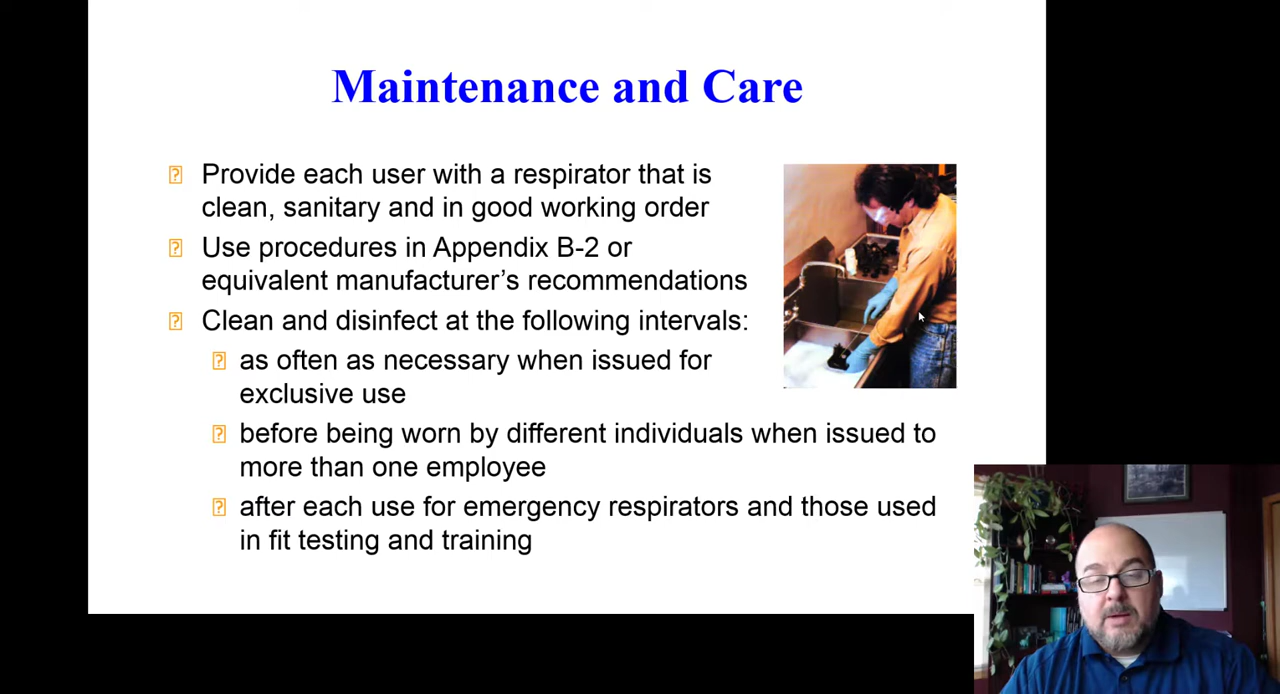 Maintenance and Care
Provide each user with a respirator that is
clean, sanitary and in good working order
Use procedures in Appendix B-2 or
equivalent manufacturer’s recommendations
Clean and disinfect at the following intervals:
as often as necessary when issued for
exclusive use
before being worn by different individuals when issued to
more than one employee
after each use for emergency respirators and those used
in fit testing and training